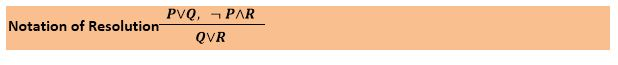 P∨Q, ¬ P∧R
Notation of Resolution
Q∨R